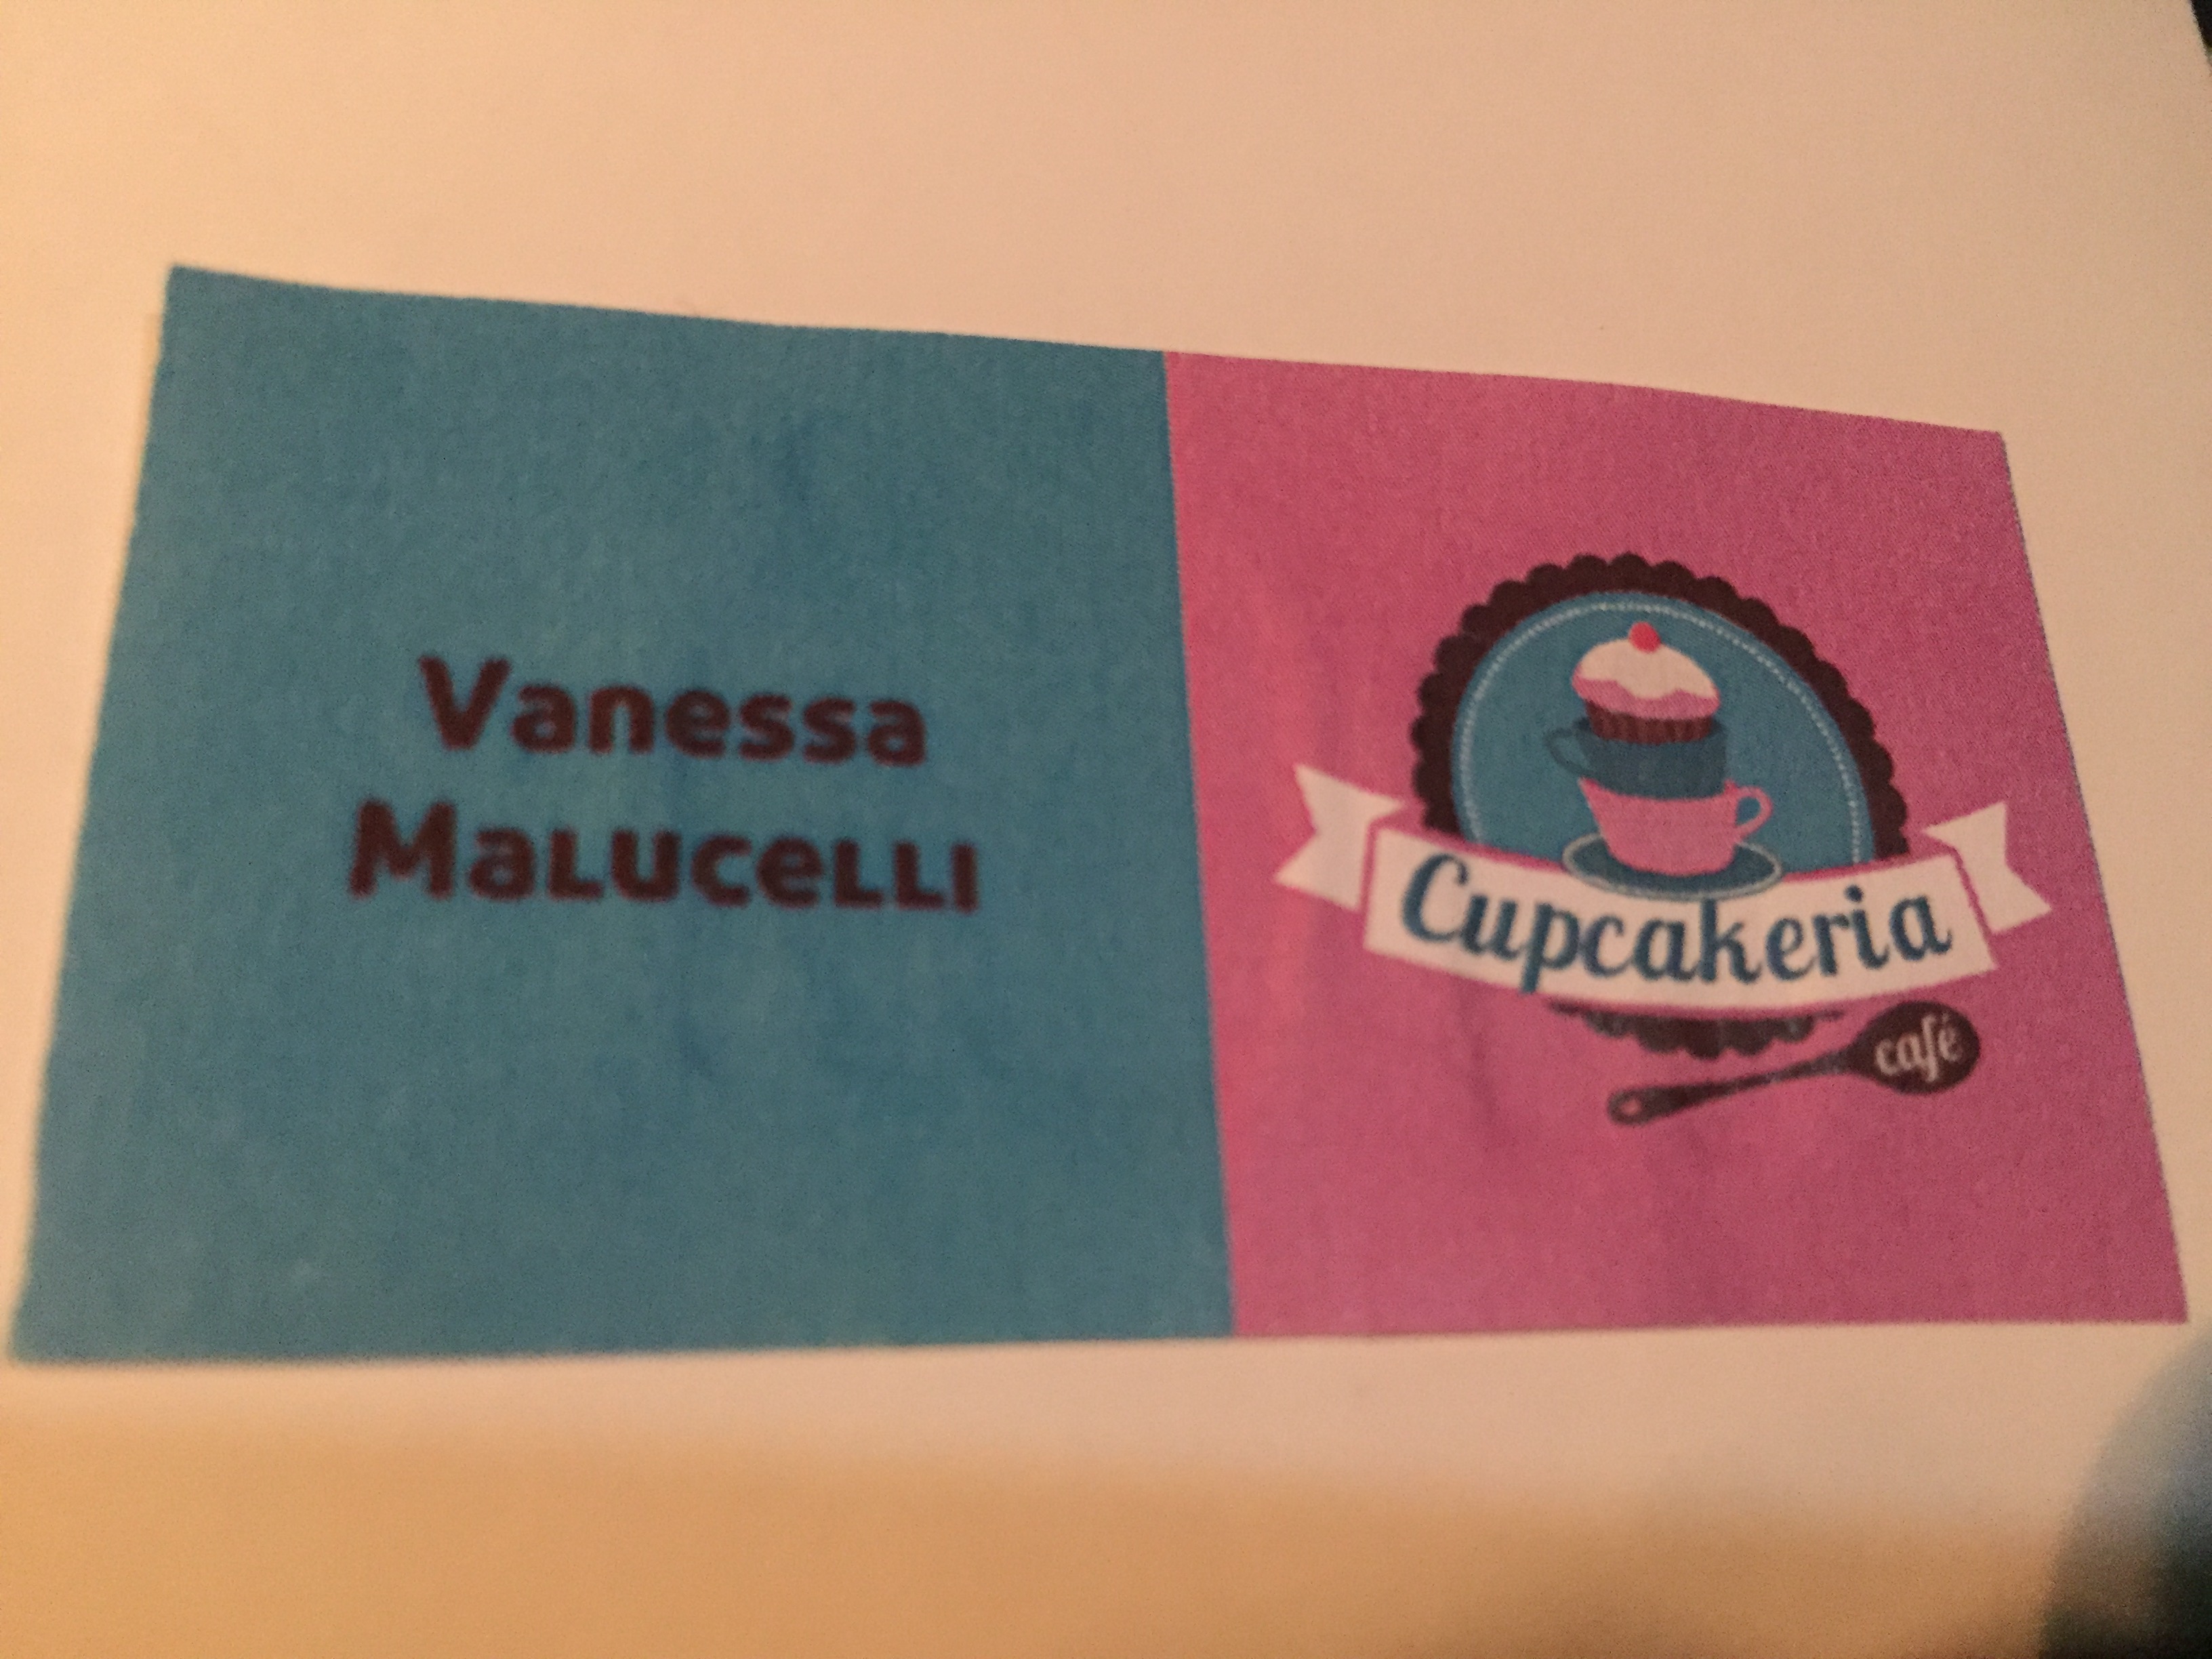 Vanessa
Malucelli
Cupcakeria
café